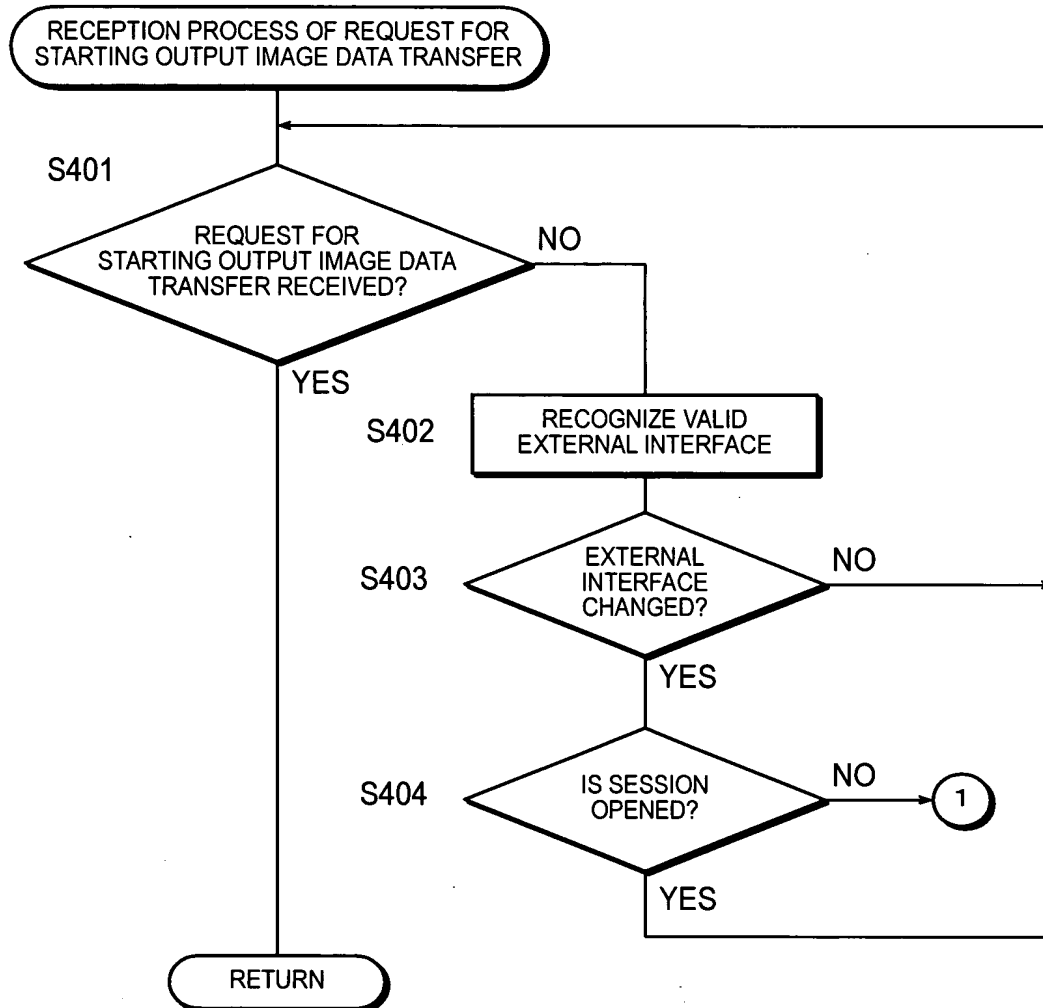 RECEPTION PROCESS OF REQUEST FOR
STARTING OUTPUT IMAGE DATA TRANSFER
S401
REQUEST FOR
STARTING OUTPUT IMAGE DATA
TRANSFER RECEIVED?
NO
YES
S402
RECOGNIZE VALID
EXTERNAL INTERFACE
S403
EXTERNAL
INTERFACE
CHANGED?
NO
YES
S404
IS SESSION
OPENED?
NO
1
YES
RETURN